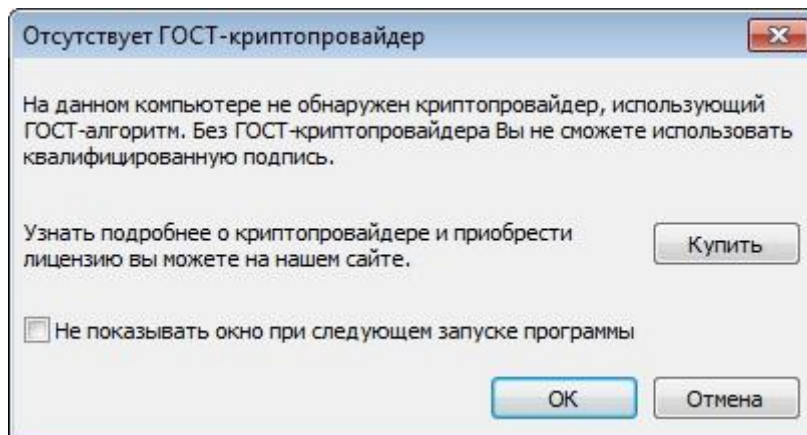 Отсутствует ГОСТ-криптопровайдер
На данном компьютере не обнаружен криптопровайдер, использующий
ГОСТ-алгоритм. Без ГОСТ-криптопровайдера Вы не сможете использовать
квалифицированную подпись.
Узнать подробнее о криптопровайдере и приобрести
лицензию вы можете на нашем сайте.
Купить
Не показывать окно при следующем запуске программы
ОК
Отмена